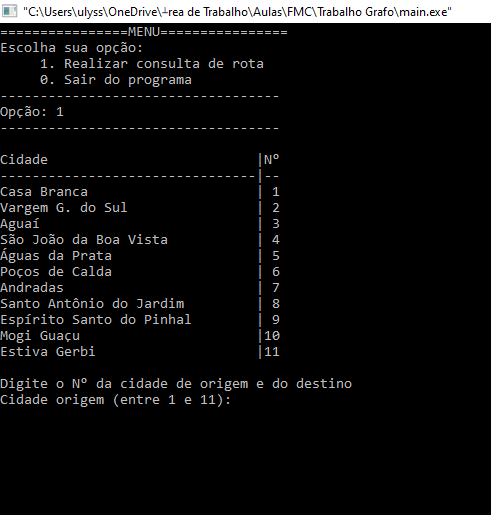 "C:\Users\ulyss\OneDrive\┴rea de Trabalho\Aulas\FMC\Trabalho Grafo\main.exe"
================MENU================
Escolha sua opção:
     1. Realizar consulta de rota
     0. Sair do programa
-----------------------------------
Opção: 1
-----------------------------------
Cidade                          |Nº
--------------------------------|--
Casa Branca                     | 1
Vargem G. do Sul                | 2
Aguaí                           | 3
São João da Boa Vista           | 4
Águas da Prata                  | 5
Poços de Calda                  | 6
Andradas                        | 7
Santo Antônio do Jardim         | 8
Espírito Santo do Pinhal        | 9
Mogi Guaçu                      |10
Estiva Gerbi                    |11
Digite o Nº da cidade de origem e do destino
Cidade origem (entre 1 e 11):